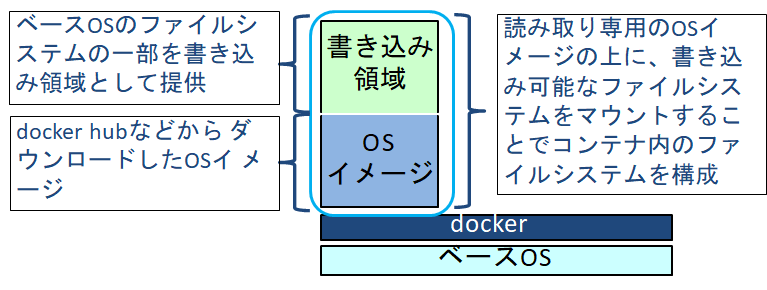 ベースOSのファイルシ
ステムの一部を書き込
み領域として提供
docker hubなどから ダ
ウンロードしたOSイ メ
ージ
書き込み
領域
OS
イメージ
読み取り専用のOSイ
メージの上に、書き込
み可能なファイルシス
テムをマウントするこ
とでコンテナ内のファ
イルシステムを構成
docker
ベースOS